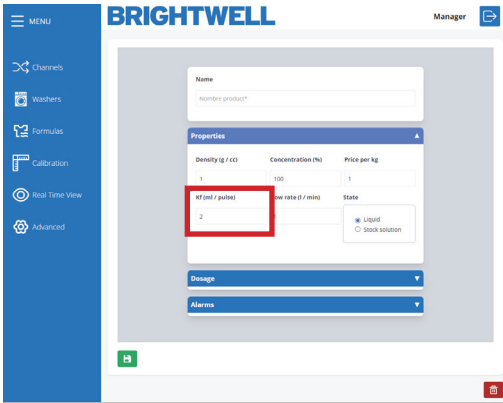 MENU
BRIGHTWELL
Manager
Channels
Washers
Formulas
Calibration
Real Time View
Advanced
Name
Nombre product*
Properties
Density (g / cc) Concentration (%) Price per kg
1 100 1
Kf (ml / pulse) rate (l / min) State
2
Liquid
Stock solution
Dosage
Alarms